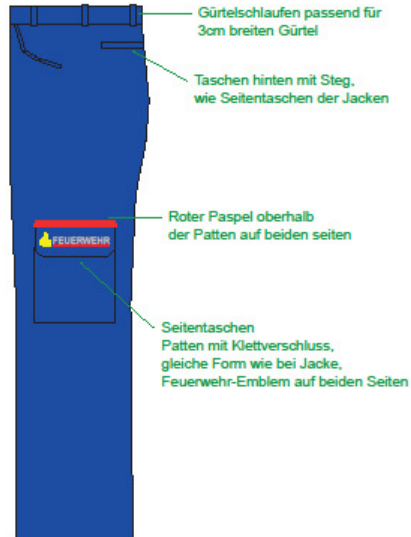 Gürtelschlaufen passend für
3cm breiten Gürtel
Taschen hinten mit Steg,
wie Seitentaschen der Jacken
Roter Paspel oberhalb
der Patten auf beiden seiten
FEUERWEHR
Seitentaschen
Patten mit Klettverschluss,
gleiche Form wie bei Jacke,
Feuerwehr-Emblem auf beiden Seiten